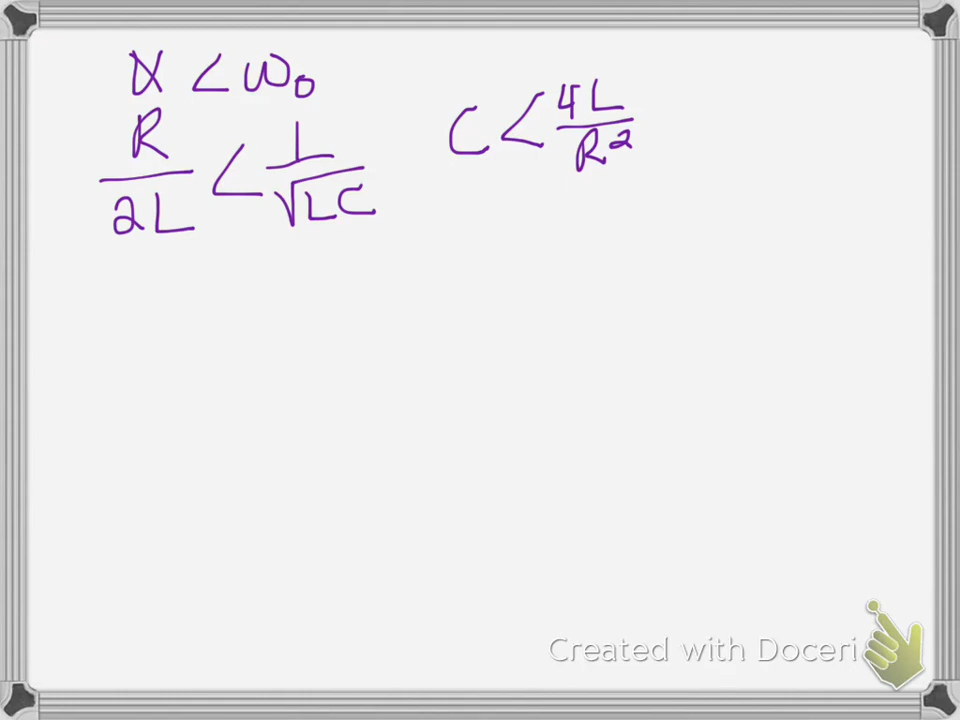 α < ω₀
R/2L < 1/√LC
C < 4L/R²
Created with Doceri